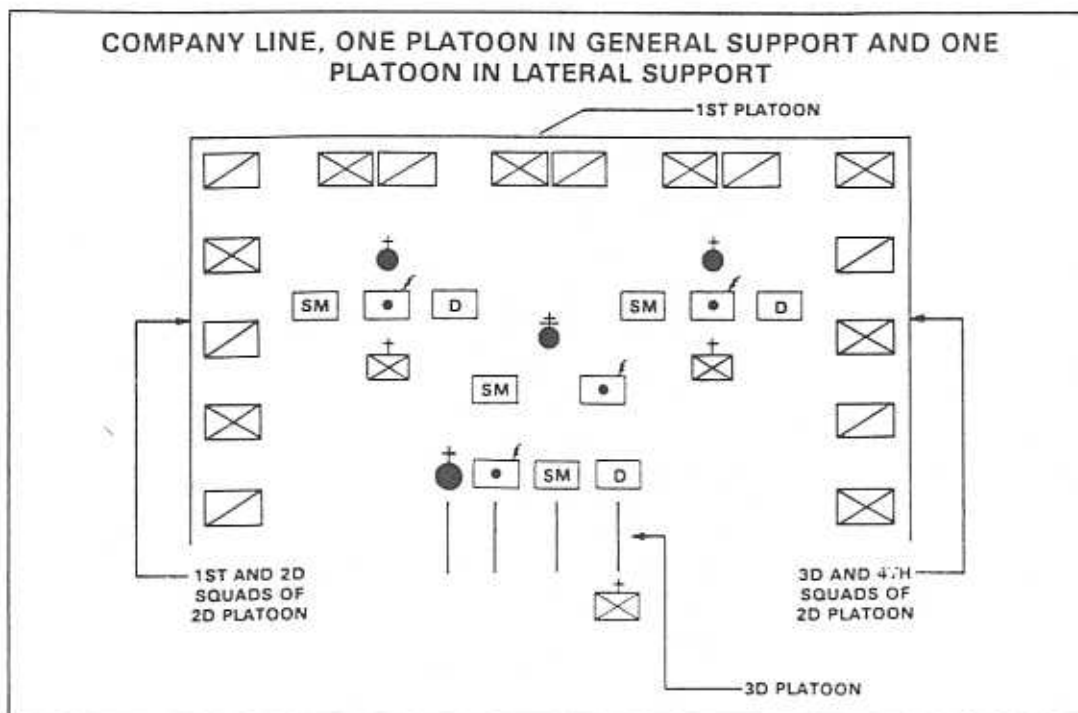 COMPANY LINE, ONE PLATOON IN GENERAL SUPPORT AND ONE
PLATOON IN LATERAL SUPPORT
1ST PLATOON
SM
D
SM
D
SM
SM
D
1ST AND 2D
SQUADS OF
2D PLATOON
3D AND 4TH
SQUADS OF
2D PLATOON
3D PLATOON